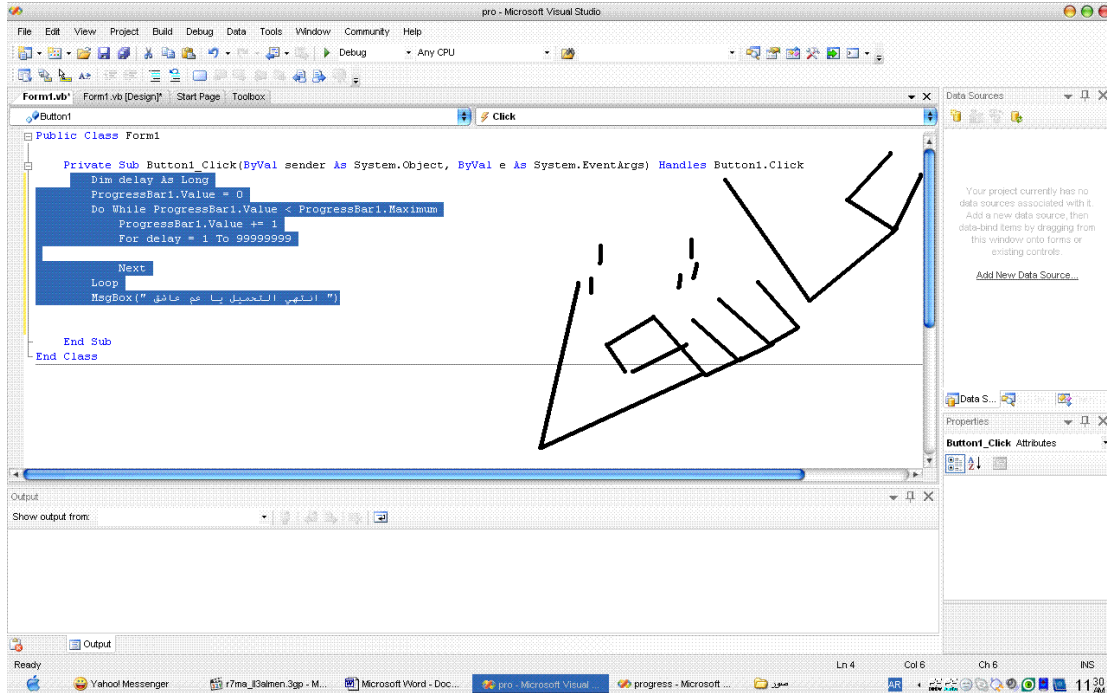 pro - Microsoft Visual Studio
File Edit View Project Build Debug Data Tools Window Community Help
Debug Any CPU
Form1.vb* Form1.vb [Design]* Start Page Toolbox
Button1 Click
Public Class Form1
Private Sub Button1_Click(ByVal sender As System.Object, ByVal e As System.EventArgs) Handles Button1.Click
Dim delay As Long
ProgressBar1.Value = 0
Do While ProgressBar1.Value < ProgressBar1.Maximum
ProgressBar1.Value += 1
For delay = 1 To 99999999
Next
Loop
MsgBox(" انتهي التحميل يا عم عاشق ")
End Sub
End Class
Data Sources
Your project currently has no
data sources associated with it.
Add a new data source, then
data-bind items by dragging from
this window onto forms or
existing controls.
Add New Data Source...
Data S...
Properties
Button1_Click Attributes
Output
Show output from:
Output
Ready Ln 4 Col 6 Ch 6 INS
Yahoo! Messenger r7ma_ll3almen.3gp - M... Microsoft Word - Doc... pro - Microsoft Visual ... progress - Microsoft ... صور AR 11:30 AM